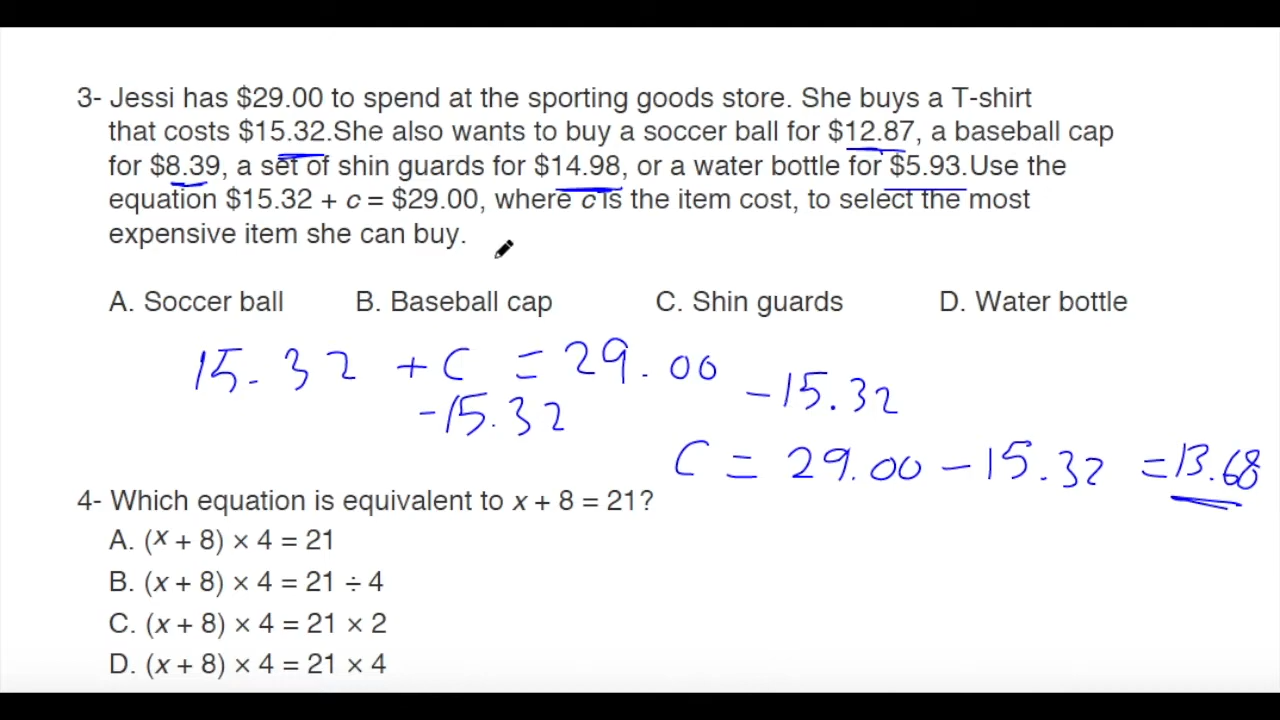 3- Jessi has $29.00 to spend at the sporting goods store. She buys a T-shirt
that costs $15.32.She also wants to buy a soccer ball for $12.87, a baseball cap
for $8.39, a set of shin guards for $14.98, or a water bottle for $5.93.Use the
equation $15.32 + c = $29.00, where c is the item cost, to select the most
expensive item she can buy.
A. Soccer ball B. Baseball cap C. Shin guards D. Water bottle
15.32 + C = 29.00
-15.32 -15.32
C = 29.00 - 15.32 = 13.68
4- Which equation is equivalent to x + 8 = 21?
A. (x + 8) × 4 = 21
B. (x + 8) × 4 = 21 ÷ 4
C. (x + 8) × 4 = 21 × 2
D. (x + 8) × 4 = 21 × 4